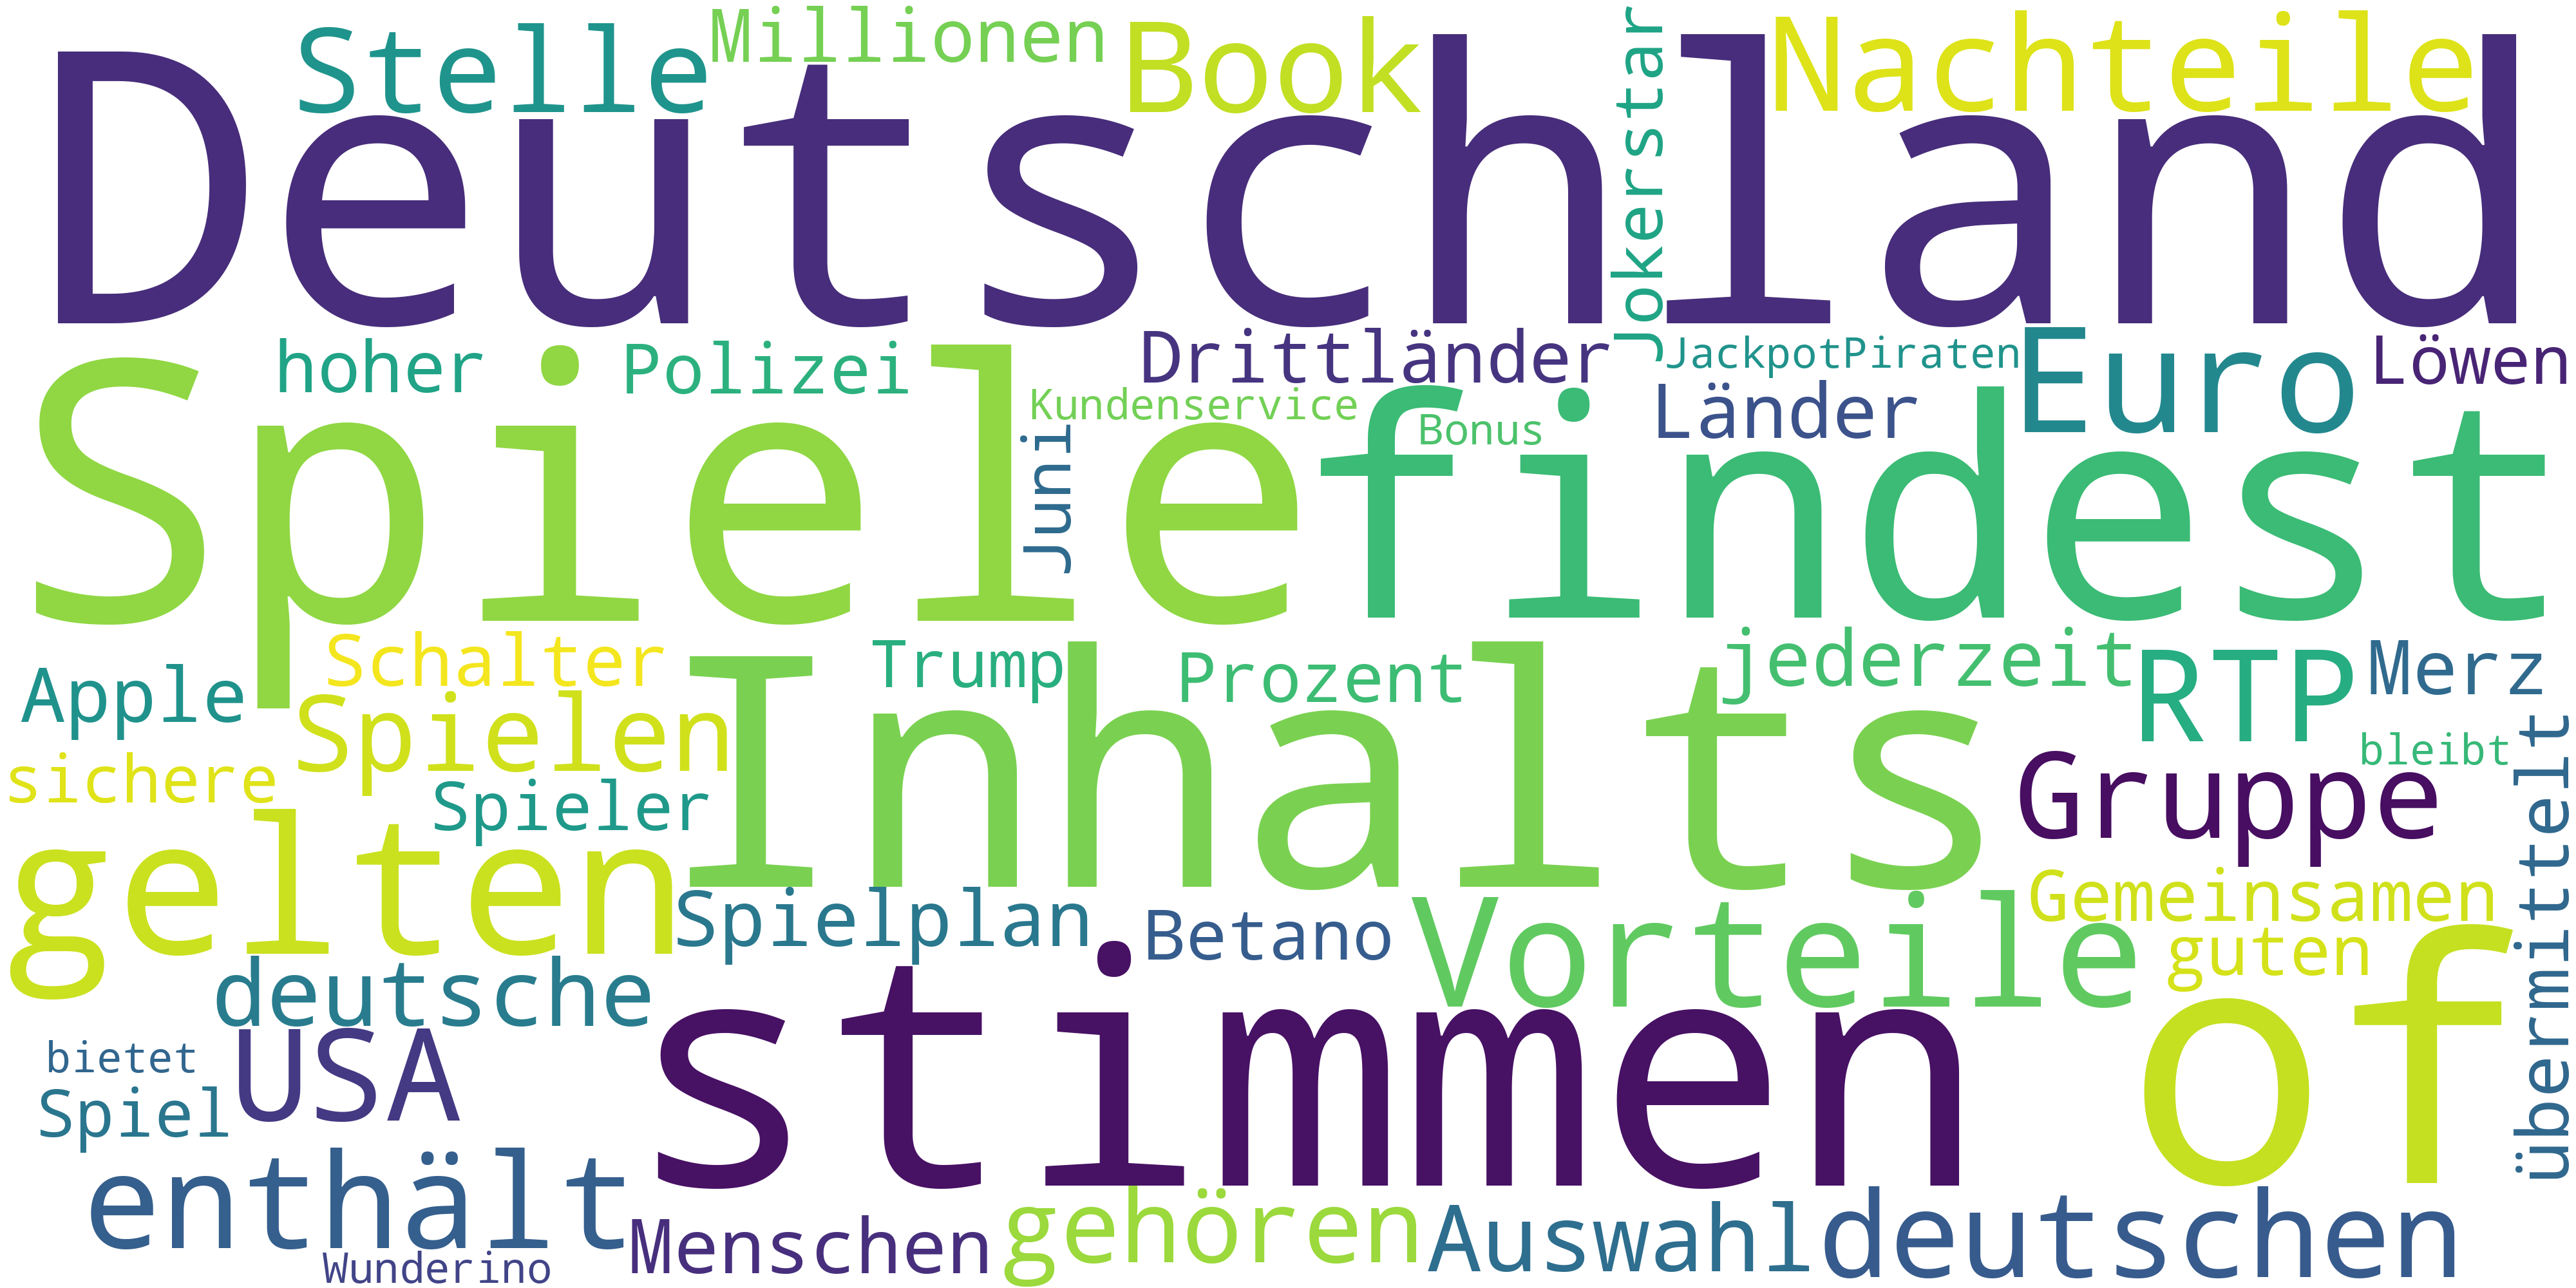 Deutschland
Stelle
Millionen
Book
Jokerstar
Nachteile
hoher
Polizei
Drittländer
JackpotPiraten
Euro
Löwen
Kundenservice
Bonus
Länder
Spiele
findest
Juni
Apple
Schalter
Trump
Prozent
jederzeit
RTP
Merz
Spielen
Inhalts
sichere
Spieler
bleibt
Gruppe
übermittelt
gelten
Spielplan
Betano
Vorteile
Gemeinsamen
guten
deutsche
stimmen
of
bietet
USA
Spiel
enthält
Menschen
gehören
Auswahl
deutschen
Wunderino